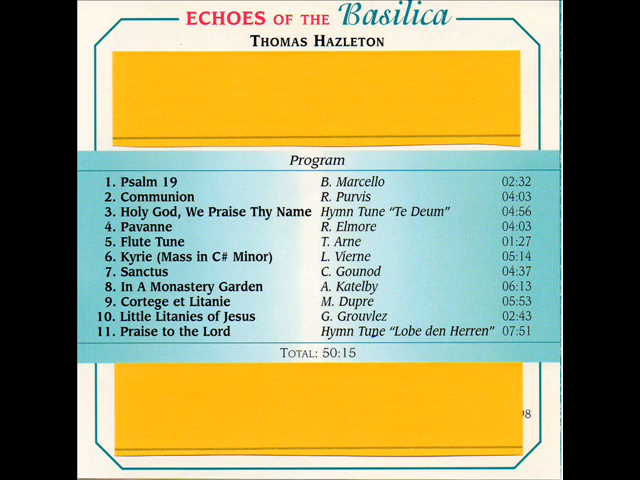 ECHOES OF THE Basilica
THOMAS HAZLETON
Program
1. Psalm 19 B. Marcello 02:32
2. Communion R. Purvis 04:03
3. Holy God, We Praise Thy Name Hymn Tune “Te Deum” 04:56
4. Pavanne R. Elmore 04:03
5. Flute Tune T. Arne 01:27
6. Kyrie (Mass in C# Minor) L. Vierne 05:14
7. Sanctus C. Gounod 04:37
8. In A Monastery Garden A. Katelby 06:13
9. Cortege et Litanie M. Dupre 05:53
10. Little Litanies of Jesus G. Grouvlez 02:43
11. Praise to the Lord Hymn Tune “Lobe den Herren” 07:51
TOTAL: 50:15